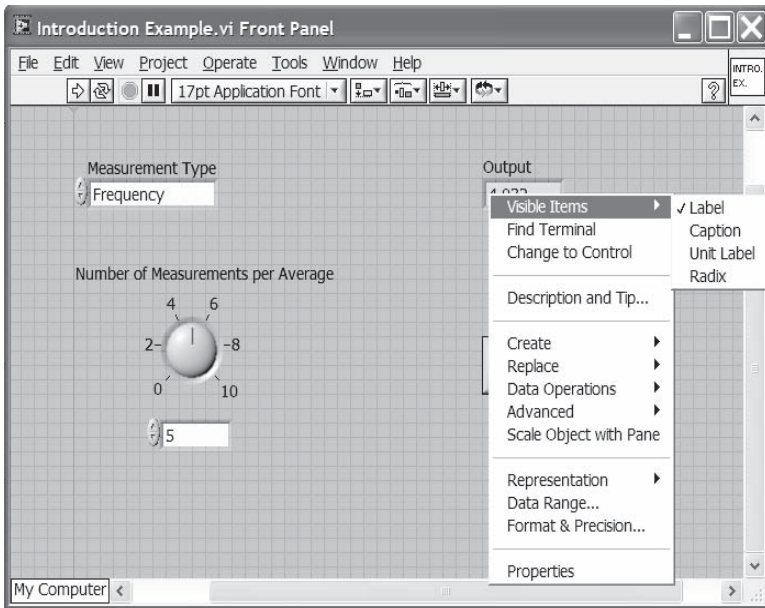 Introduction Example.vi Front Panel
File Edit View Project Operate Tools Window Help
INTRO.
EX.
17pt Application Font
?
Measurement Type
Frequency
Output
Visible Items
Find Terminal
Change to Control
Description and Tip...
Create
Replace
Data Operations
Advanced
Scale Object with Pane
Representation
Data Range...
Format & Precision...
Properties
✓ Label
Caption
Unit Label
Radix
Number of Measurements per Average
4 6
2 8
0 10
5
My Computer